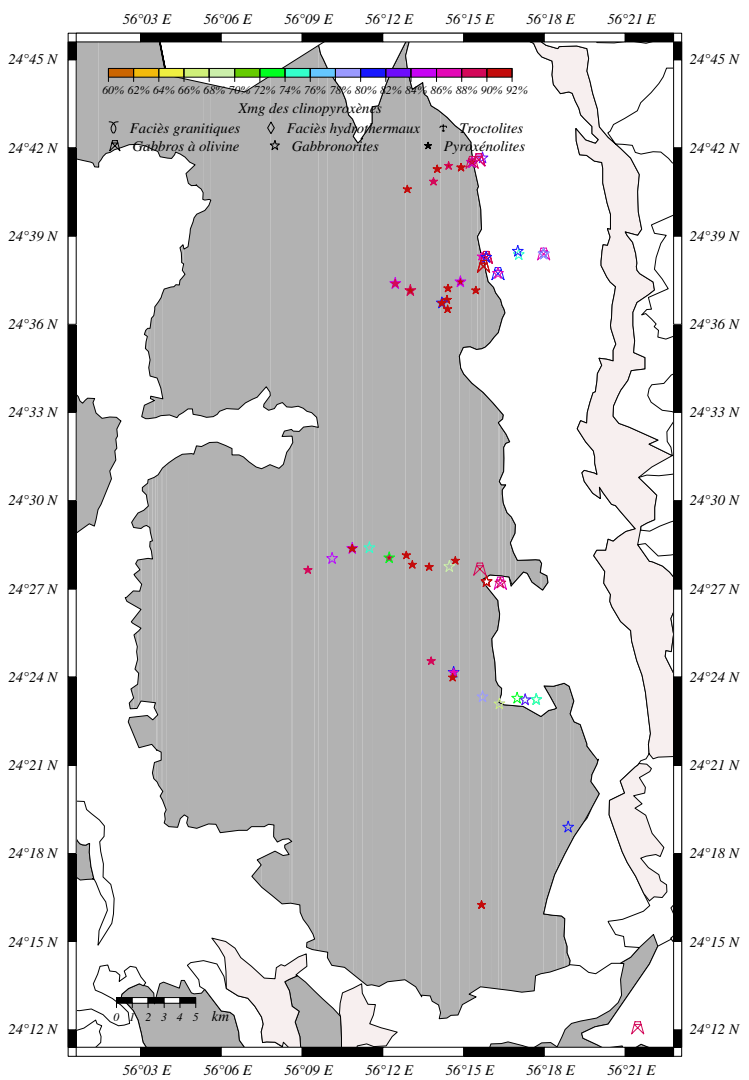 56°03 E 56°06 E 56°09 E 56°12 E 56°15 E 56°18 E 56°21 E
24°45 N 24°45 N
60% 62% 64% 66% 68% 70% 72% 74% 76% 78% 80% 82% 84% 86% 88% 90% 92%
Xmg des clinopyroxènes
Faciès granitiques Faciès hydrothermaux Troctolites
24°42 N Gabbros à olivine Gabbronorites Pyroxénolites 24°42 N
24°39 N 24°39 N
24°36 N 24°36 N
24°33 N 24°33 N
24°30 N 24°30 N
24°27 N 24°27 N
24°24 N 24°24 N
24°21 N 24°21 N
24°18 N 24°18 N
24°15 N 24°15 N
0 1 2 3 4 5 km
24°12 N 24°12 N
56°03 E 56°06 E 56°09 E 56°12 E 56°15 E 56°18 E 56°21 E